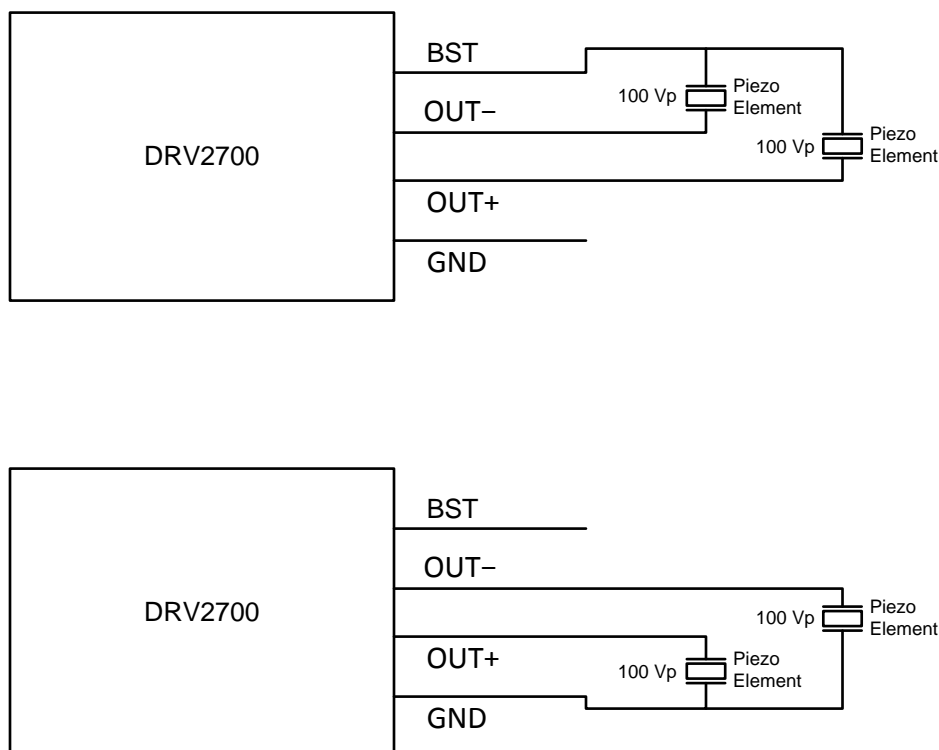 BST
100 Vp
Piezo
Element
OUT−
DRV2700
100 Vp
Piezo
Element
OUT+
GND
BST
OUT−
DRV2700
100 Vp
Piezo
Element
OUT+
100 Vp
Piezo
Element
GND